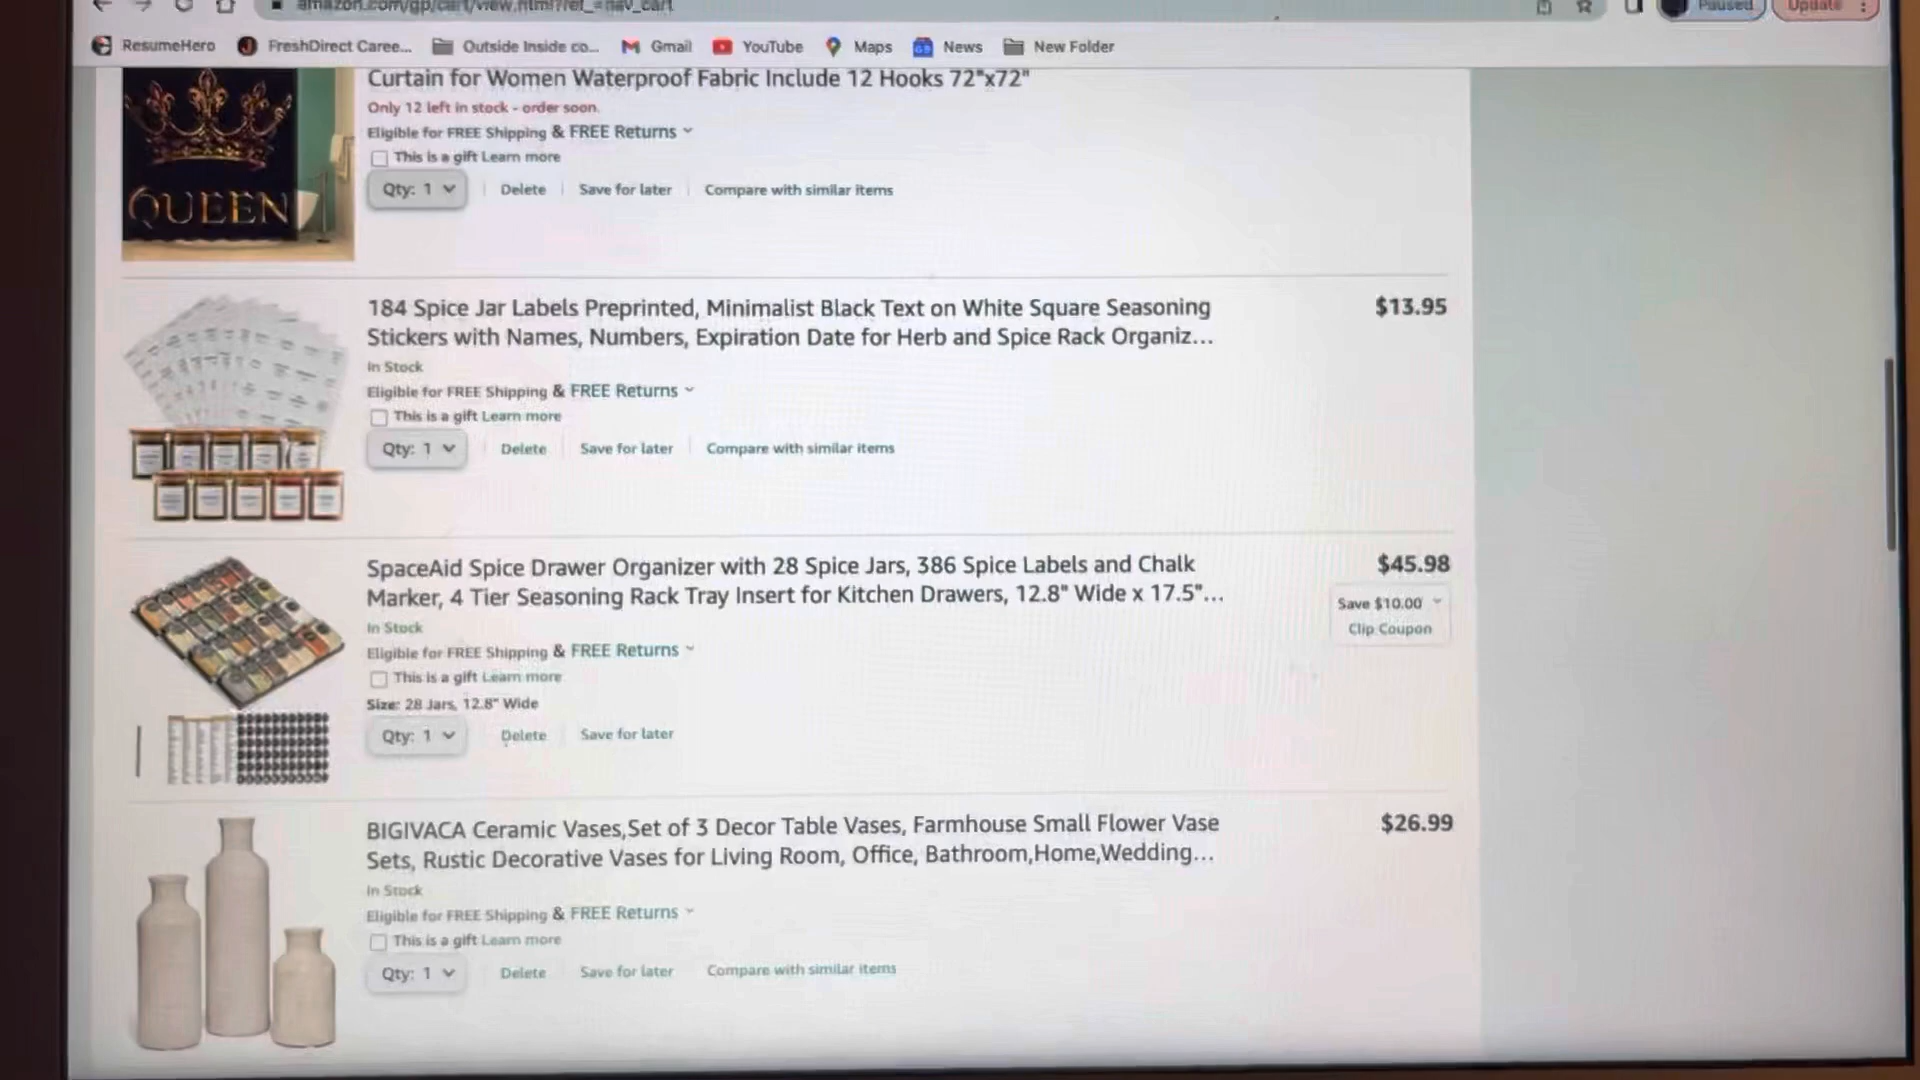 amazon.com/gp/cart/view.html?ref_=nav_cart
Paused
Update
ResumeHero
FreshDirect Caree...
Outside Inside co...
Gmail
YouTube
Maps
News
New Folder
Curtain for Women Waterproof Fabric Include 12 Hooks 72"x72"
Only 12 left in stock - order soon.
Eligible for FREE Shipping & FREE Returns
This is a gift Learn more
Qty: 1
Delete
Save for later
Compare with similar items
QUEEN
184 Spice Jar Labels Preprinted, Minimalist Black Text on White Square Seasoning
Stickers with Names, Numbers, Expiration Date for Herb and Spice Rack Organiz...
$13.95
In Stock
Eligible for FREE Shipping & FREE Returns
This is a gift Learn more
Qty: 1
Delete
Save for later
Compare with similar items
SpaceAid Spice Drawer Organizer with 28 Spice Jars, 386 Spice Labels and Chalk
Marker, 4 Tier Seasoning Rack Tray Insert for Kitchen Drawers, 12.8" Wide x 17.5"...
$45.98
Save $10.00
Clip Coupon
In Stock
Eligible for FREE Shipping & FREE Returns
This is a gift Learn more
Size: 28 Jars, 12.8" Wide
Qty: 1
Delete
Save for later
BIGIVACA Ceramic Vases,Set of 3 Decor Table Vases, Farmhouse Small Flower Vase
Sets, Rustic Decorative Vases for Living Room, Office, Bathroom,Home,Wedding...
$26.99
In Stock
Eligible for FREE Shipping & FREE Returns
This is a gift Learn more
Qty: 1
Delete
Save for later
Compare with similar items